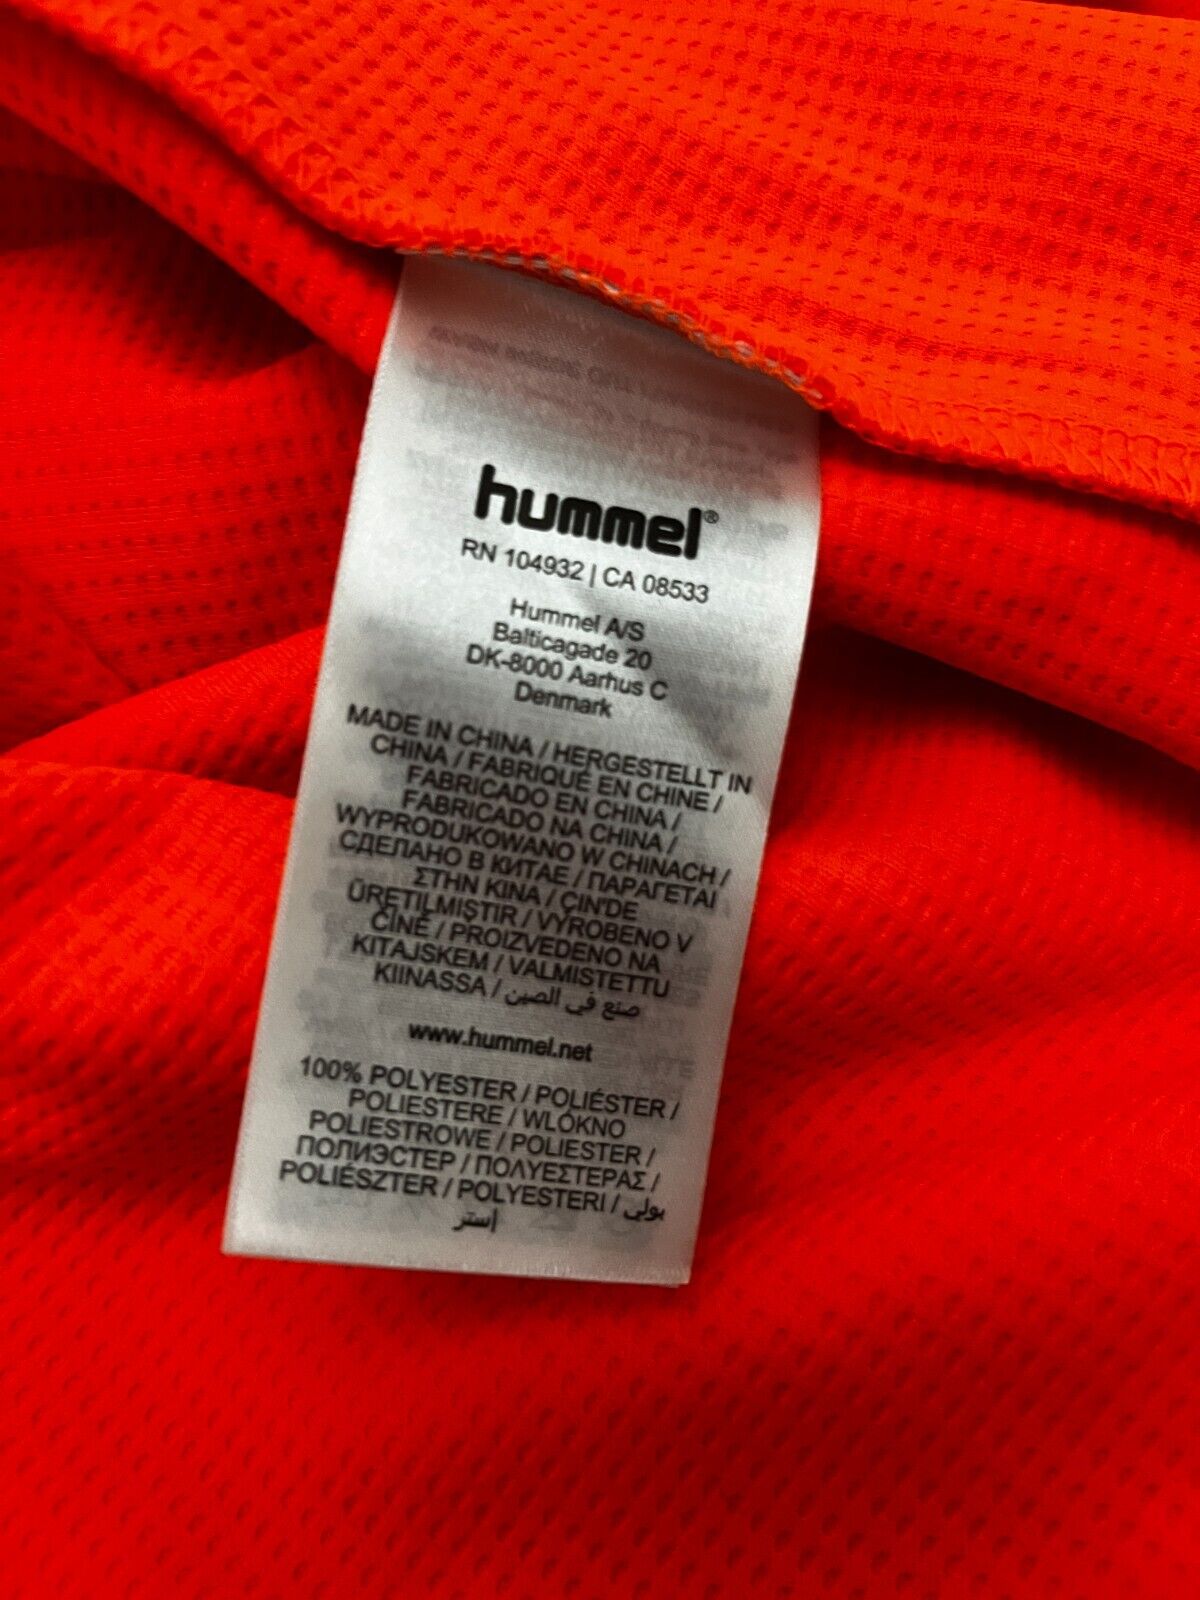 hummel®
RN 104932 | CA 08533
Hummel A/S
Balticagade 20
DK-8000 Aarhus C
Denmark
MADE IN CHINA / HERGESTELLT IN
CHINA / FABRIQUÉ EN CHINE /
FABRICADO EN CHINA /
FABRICADO NA CHINA /
WYPRODUKOWANO W CHINACH /
СДЕЛАНО В КИТАЕ / ΠΑΡΑΓΕΤΑΙ
ΣΤΗΝ ΚΙΝΑ / ÇIN'DE
ÜRETILMIŞTIR / VÝROBENO V
ČÍNĚ / PROIZVEDENO NA
KITAJSKEM / VALMISTETTU
KIINASSA / صنع في الصين
www.hummel.net
100% POLYESTER / POLIÉSTER /
POLIESTERE / WLÓKNO
POLIESTROWE / POLIESTER /
ПОЛИЭСТЕР / ΠΟΛΥΕΣΤΕΡΑΣ /
POLIÉSZTER / POLYESTERI / بولي
إستر